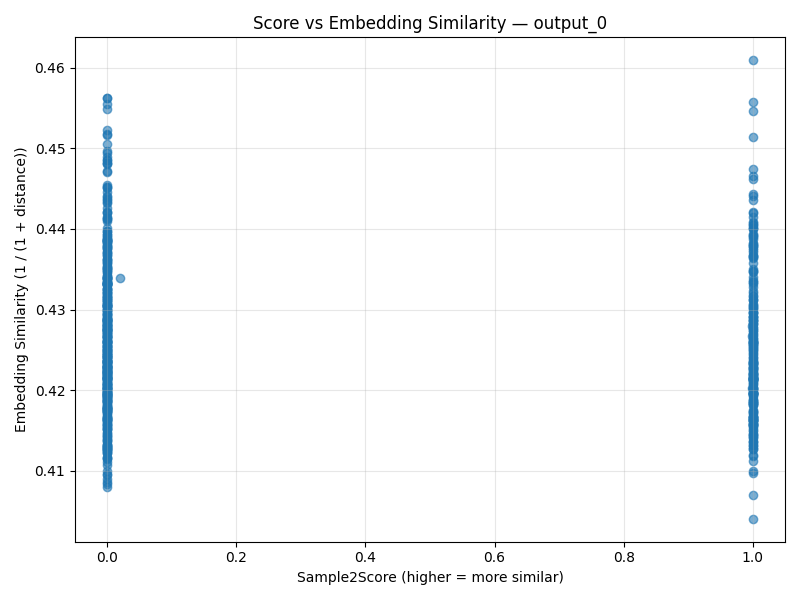 Score vs Embedding Similarity — output_0
Embedding Similarity (1 / (1 + distance))
0.46
0.45
0.44
0.43
0.42
0.41
0.0 0.2 0.4 0.6 0.8 1.0
Sample2Score (higher = more similar)